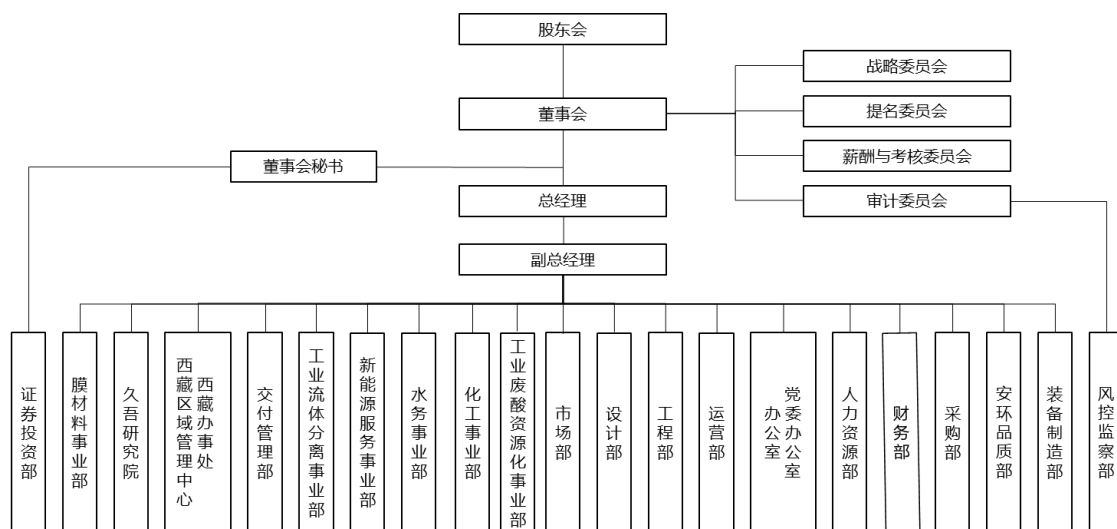 股东会
战略委员会
董事会
提名委员会
董事会秘书
薪酬与考核委员会
总经理
审计委员会
副总经理
证券投资部
膜材料事业部
久吾研究院
西藏办事处
西藏区域管理中心
交付管理部
工业流体分离事业部
新能源服务事业部
水务事业部
化工事业部
工业废酸资源化事业部
市场部
设计部
工程部
运营部
党委办公室
办公室
人力资源部
财务部
采购部
安环品质部
装备制造部
风控监察部